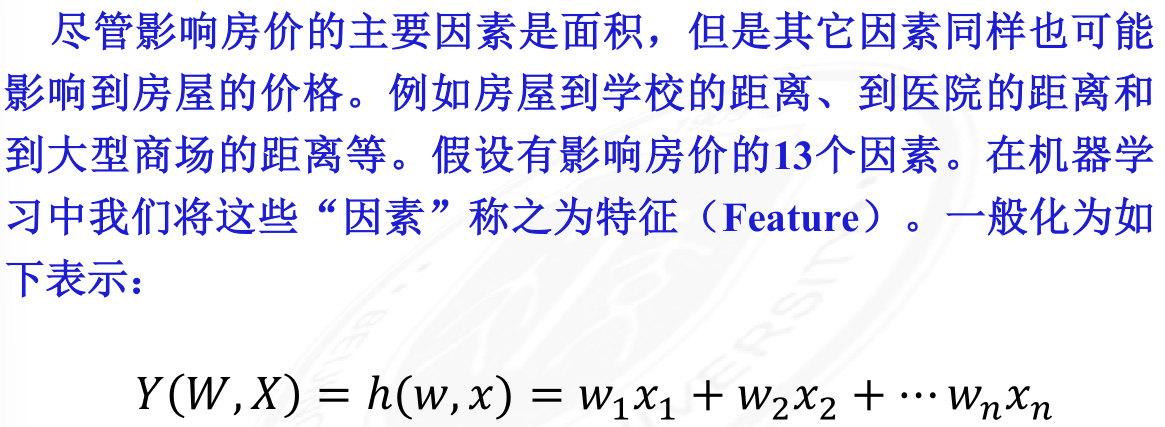 尽管影响房价的主要因素是面积，但是其它因素同样也可能
影响到房屋的价格。例如房屋到学校的距离、到医院的距离和
到大型商场的距离等。假设有影响房价的13个因素。在机器学
习中我们将这些“因素”称之为特征（Feature）。一般化为如
下表示：
Y(W,X) = h(w,x) = w₁x₁ + w₂x₂ + ⋯ wₙxₙ